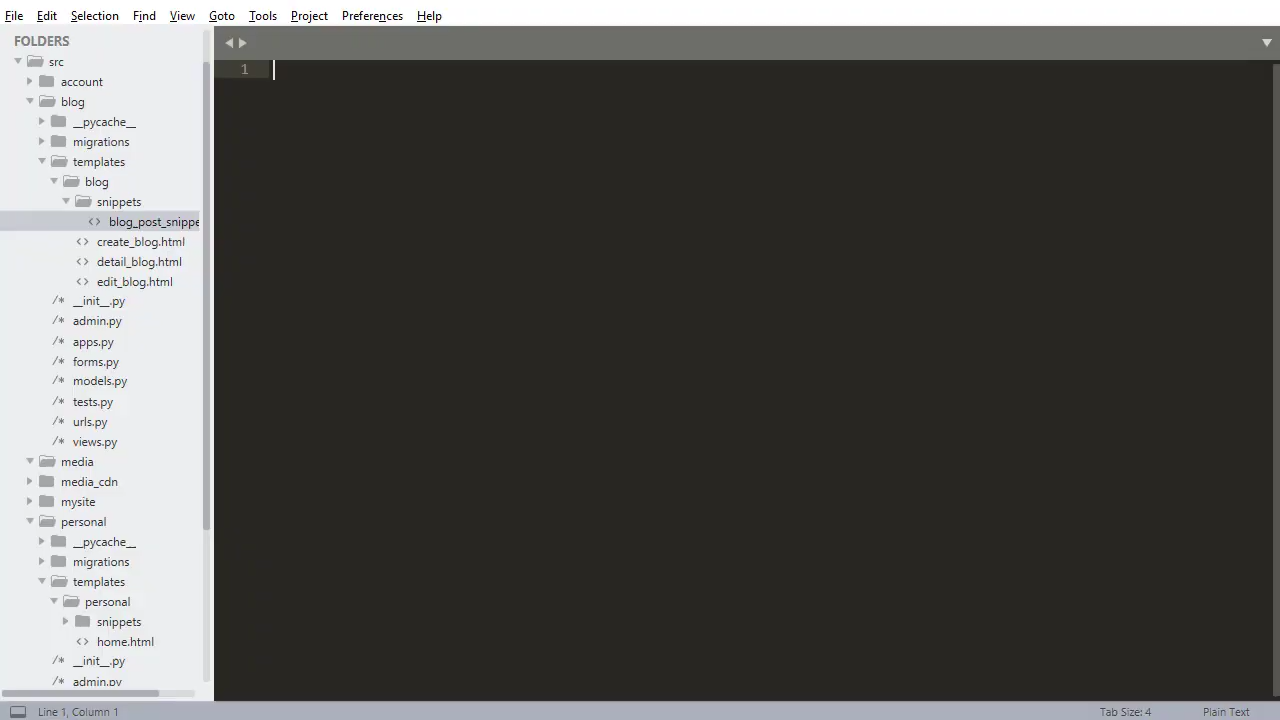 File Edit Selection Find View Goto Tools Project Preferences Help
FOLDERS
src
account
blog
__pycache__
migrations
templates
blog
snippets
blog_post_snippe
create_blog.html
detail_blog.html
edit_blog.html
__init__.py
admin.py
apps.py
forms.py
models.py
tests.py
urls.py
views.py
media
media_cdn
mysite
personal
__pycache__
migrations
templates
personal
snippets
home.html
__init__.py
admin.py
1
Line 1, Column 1
Tab Size: 4
Plain Text